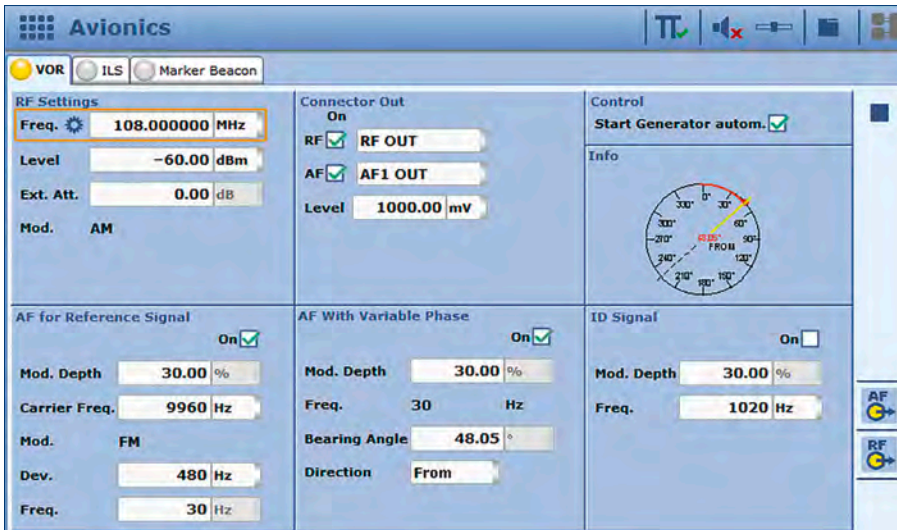 Avionics
VOR
ILS
Marker Beacon
RF Settings
Freq. 108.000000 MHz
Level -60.00 dBm
Ext. Att. 0.00 dB
Mod. AM
Connector Out
On
RF RF OUT
AF AF1 OUT
Level 1000.00 mV
Control
Start Generator autom.
Info
0°
30°
60°
90°
120°
150°
180°
210°
240°
270°
300°
330°
FROM
AF for Reference Signal
On
Mod. Depth 30.00 %
Carrier Freq. 9960 Hz
Mod. FM
Dev. 480 Hz
Freq. 30 Hz
AF With Variable Phase
On
Mod. Depth 30.00 %
Freq. 30 Hz
Bearing Angle 48.05 °
Direction From
ID Signal
On
Mod. Depth 30.00 %
Freq. 1020 Hz
AF
RF